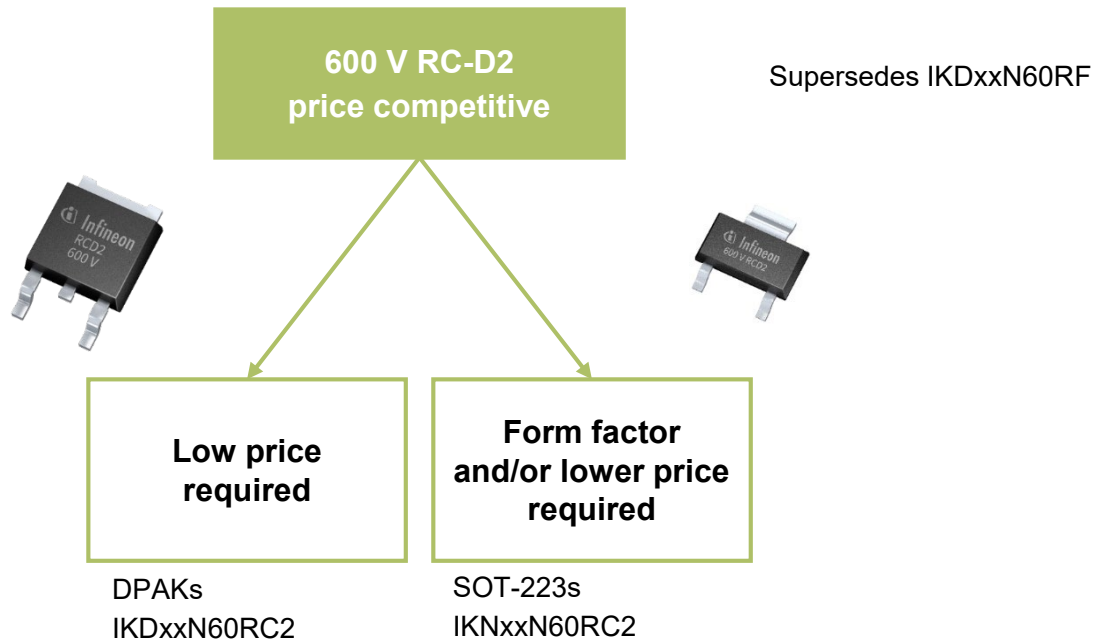 600 V RC-D2
price competitive
Supersedes IKDxxN60RF
Infineon
RCD2
600 V
Infineon
600 V RCD2
Low price
required
Form factor
and/or lower price
required
DPAKs
IKDxxN60RC2
SOT-223s
IKNxxN60RC2